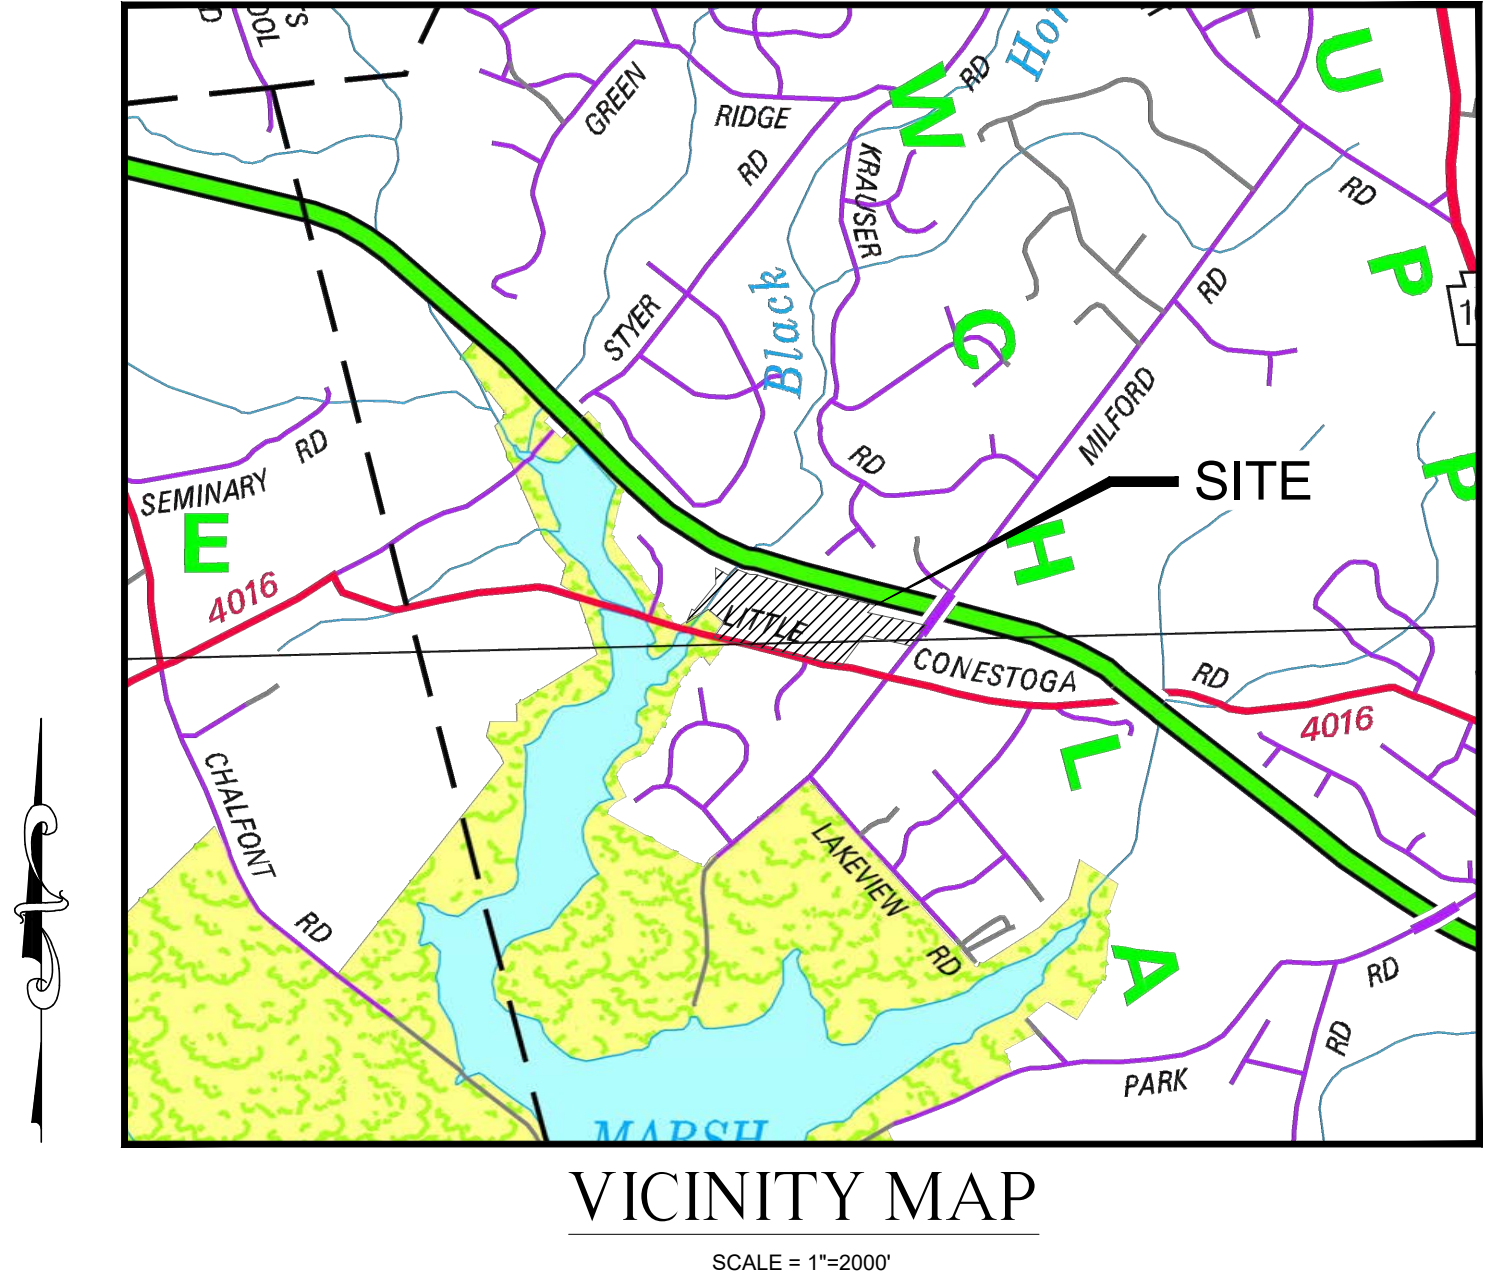 RD
GREEN
RIDGE
RD
RD
KRAUSER
W
U
RD
P
STYER
Black
C
RD
SEMINARY
RD
E
RD
MILFORD
SITE
P
H
4016
LITTLE
CONESTOGA
RD
4016
CHALFONT
L
LAKEVIEW
RD
RD
A
RD
RD
PARK
MARSH
VICINITY MAP
SCALE = 1"=2000'